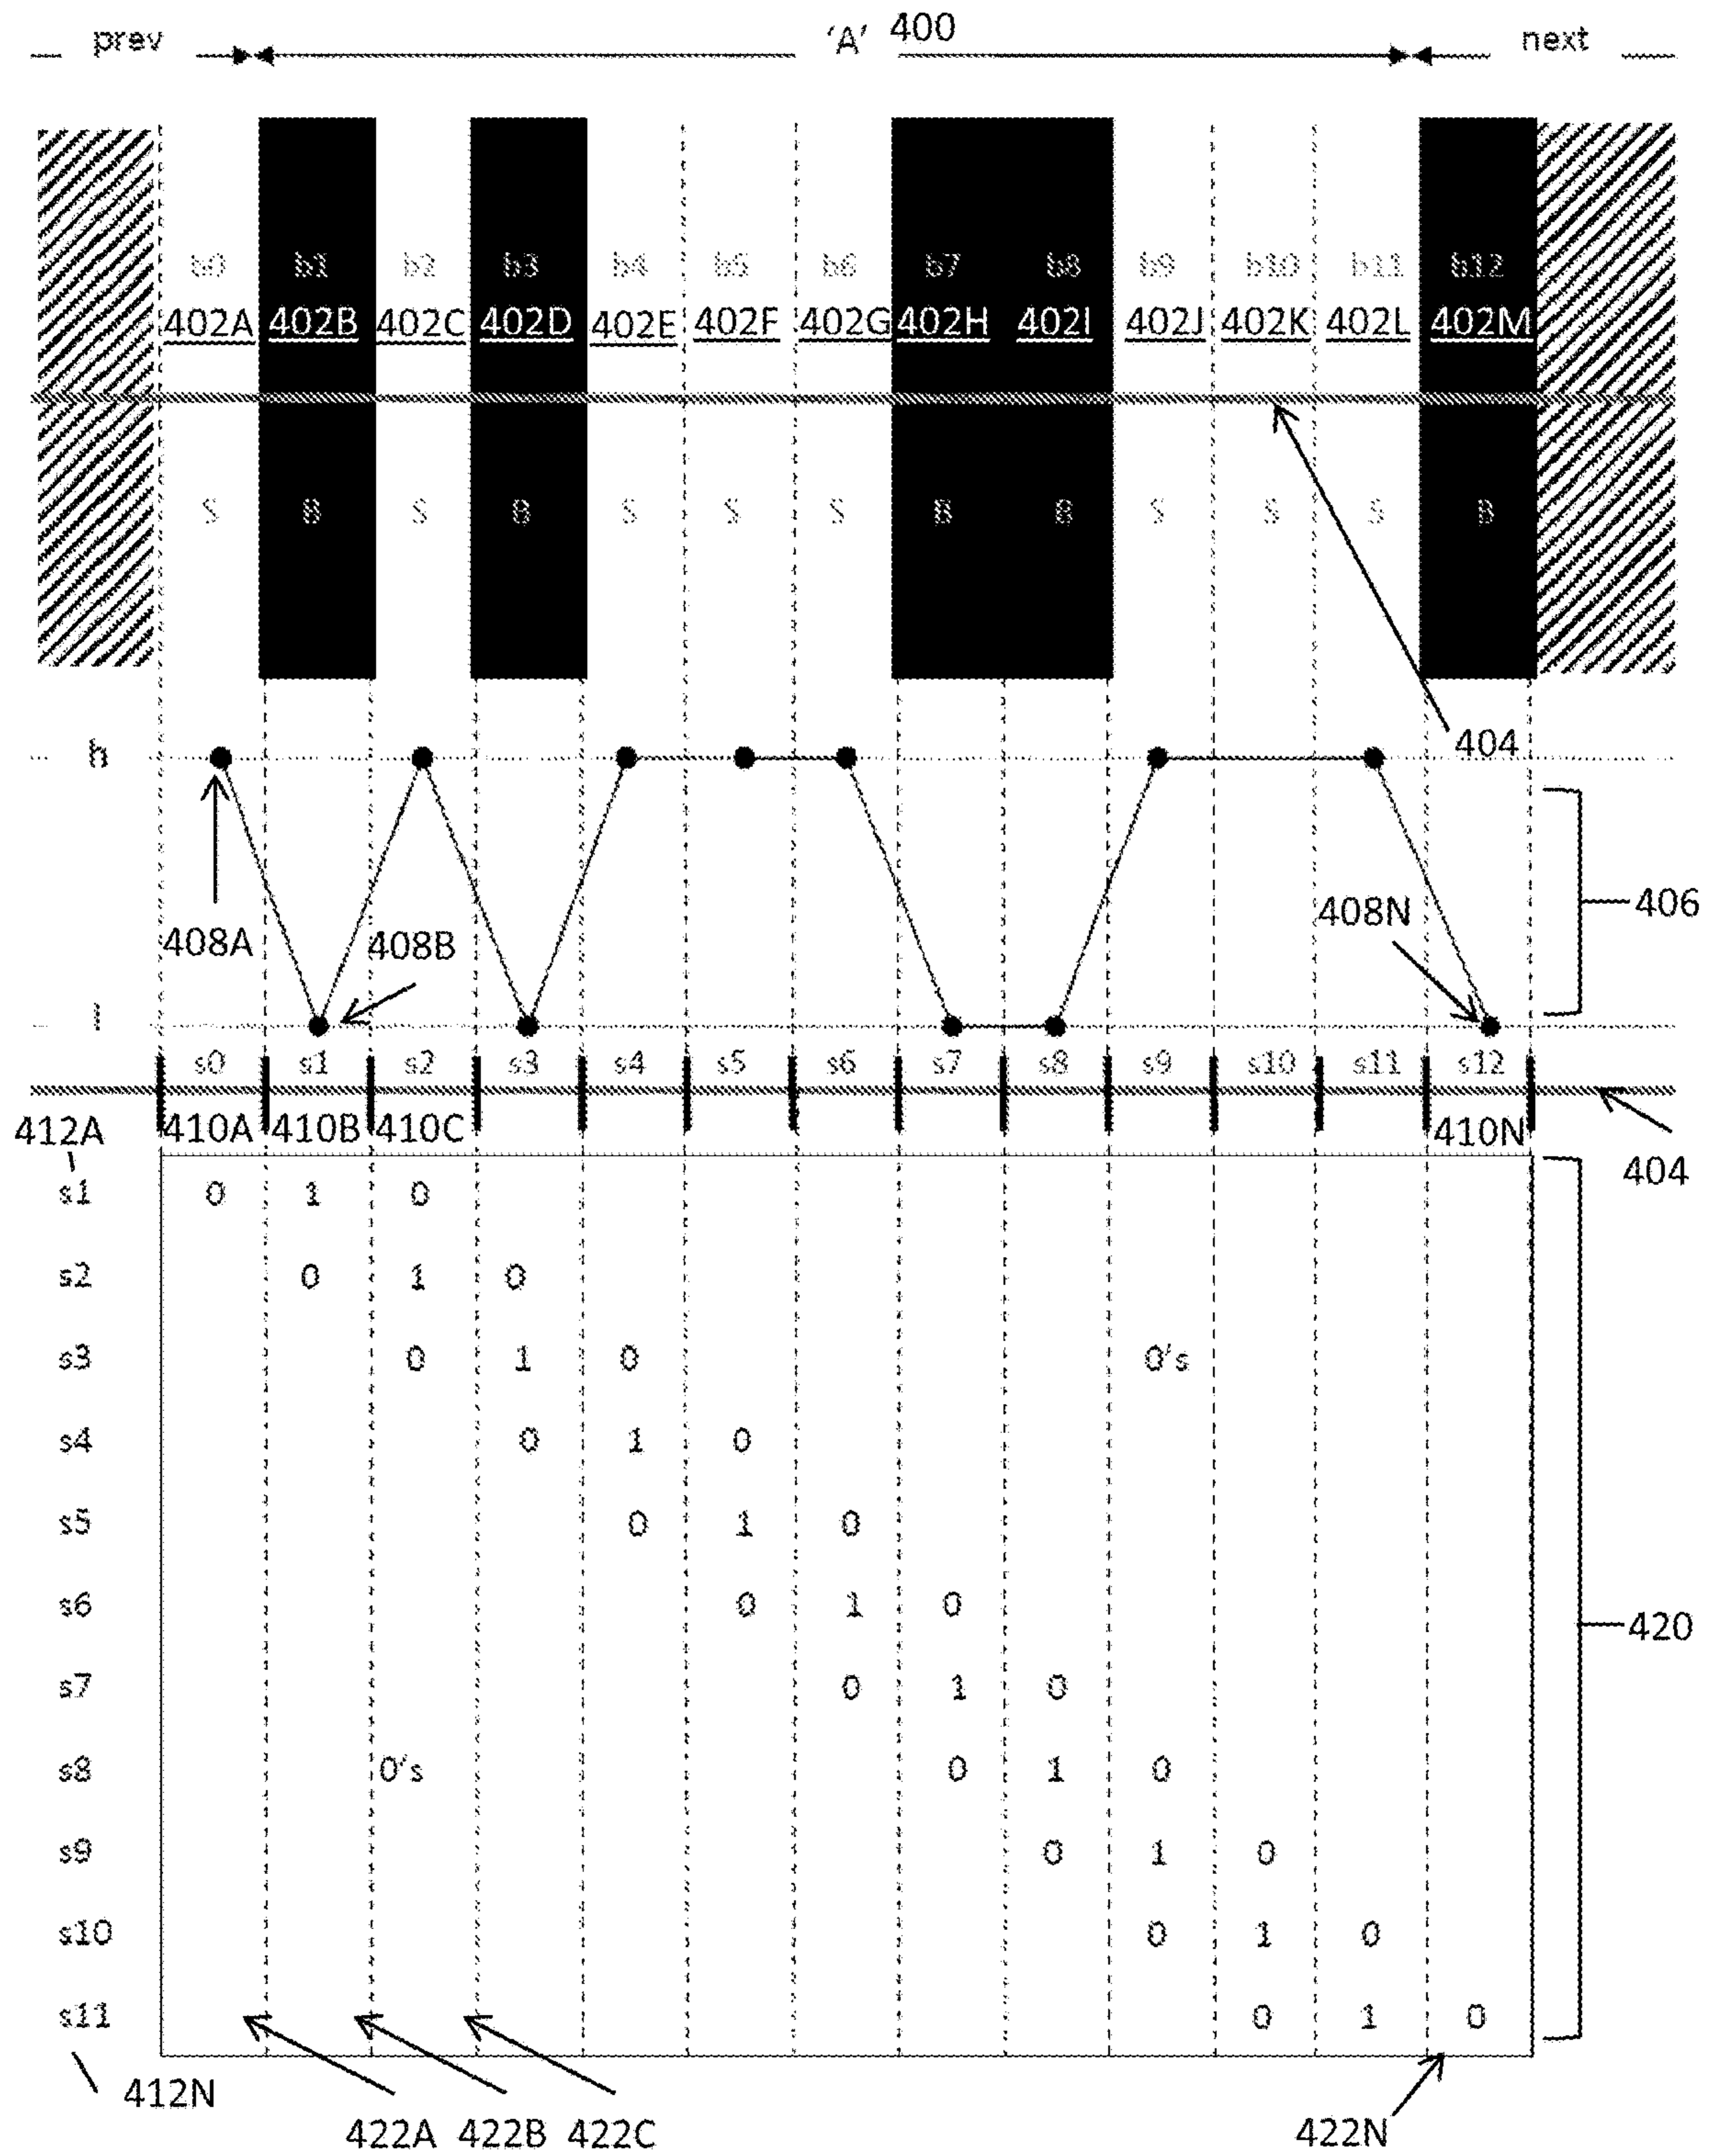 prev 'A' 400 next
b0 b1 b2 b3 b4 b5 b6 b7 b8 b9 b10 b11 b12
402A 402B 402C 402D 402E 402F 402G 402H 402I 402J 402K 402L 402M
S B S B S S S B B S S S B
h
404
408A 408B 408N 406
l
s0 s1 s2 s3 s4 s5 s6 s7 s8 s9 s10 s11 s12
412A 410A 410B 410C 410N
404
s1 0 1 0
s2 0 1 0
s3 0 1 0 0's
s4 0 1 0
s5 0 1 0
s6 0 1 0
420
s7 0 1 0
s8 0's 0 1 0
s9 0 1 0
s10 0 1 0
s11 0 1 0
412N
422A 422B 422C 422N